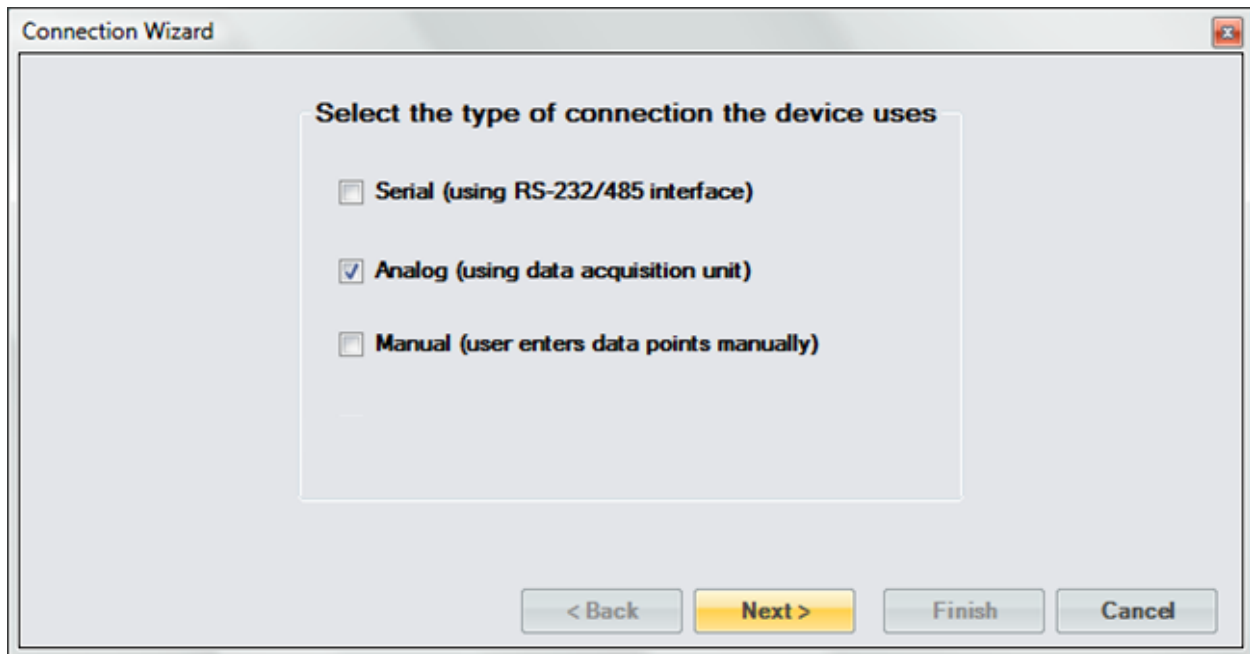 Connection Wizard
Select the type of connection the device uses
Serial (using RS-232/485 interface)
Analog (using data acquisition unit)
Manual (user enters data points manually)
< Back
Next >
Finish
Cancel